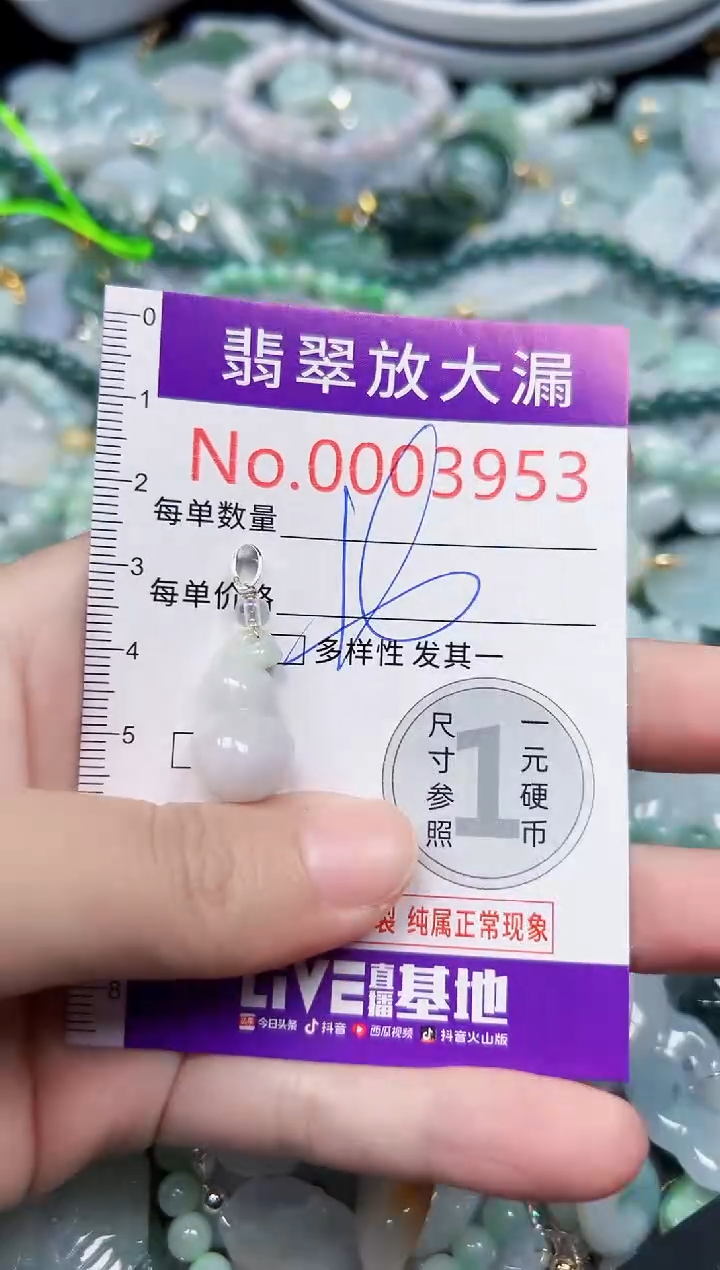 翡翠放大漏
No.0003953
每单数量
每单价格
多样性 发其一
尺寸参照
1
一元硬币
裂 纯属正常现象
LIVE直播基地
今日头条 抖音 西瓜视频 抖音火山版
0
1
2
3
4
5
8